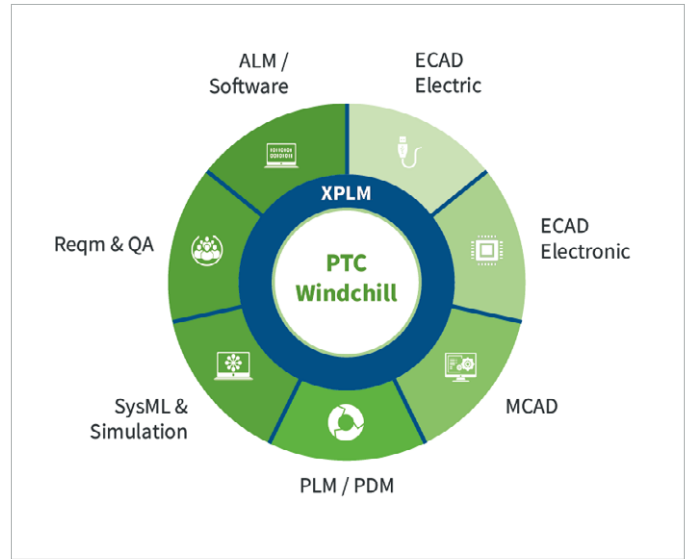 ALM /
Software
ECAD
Electric
XPLM
Reqm & QA
PTC
Windchill
ECAD
Electronic
SysML &
Simulation
MCAD
PLM / PDM